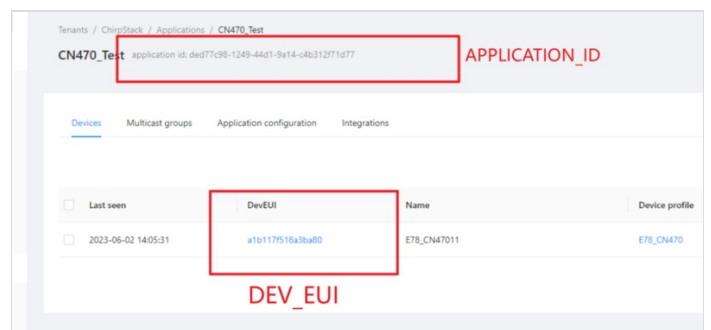 Tenants / ChirpStack / Applications / CN470_Test
CN470_Test application id: ded77c98-1249-44d1-9a14-c4b312f71d77
APPLICATION_ID
Devices Multicast groups Application configuration Integrations
Last seen DevEUI Name Device profile
2023-06-02 14:05:31 a1b117f518a3ba80 E78_CN47011 E78_CN470
DEV_EUI